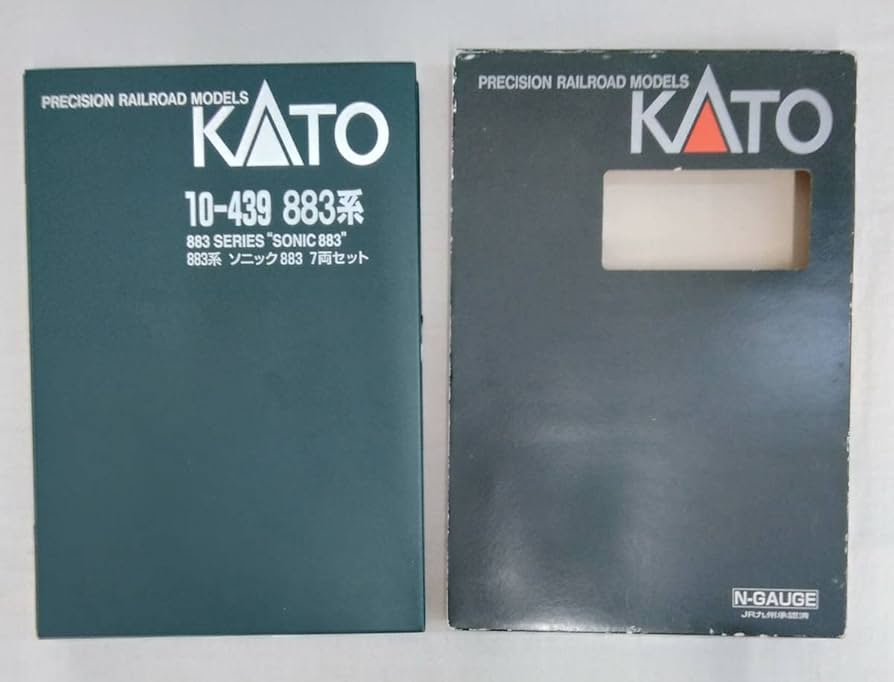 PRECISION RAILROAD MODELS
KATO
10-439 883系
883 SERIES "SONIC 883"
883系 ソニック883 7両セット
PRECISION RAILROAD MODELS
KATO
N-GAUGE
JR九州承認済